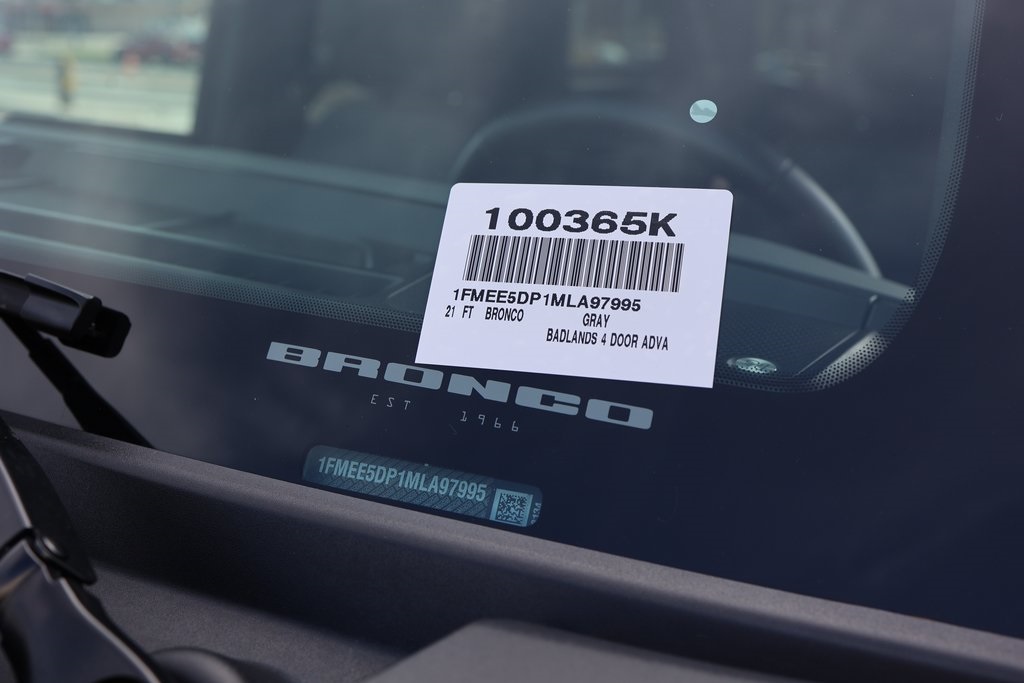 100365K
1FMEE5DP1MLA97995
21 FT BRONCO GRAY
BADLANDS 4 DOOR ADVA
BRONCO
EST 1966
1FMEE5DP1MLA97995